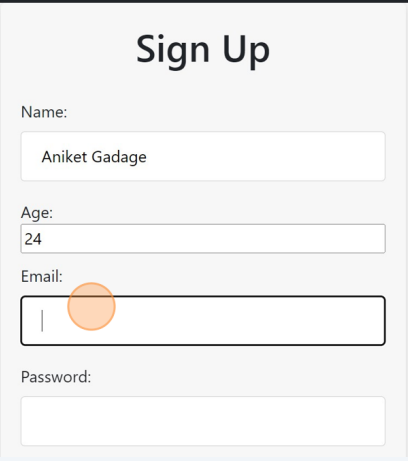 Sign Up
Name:
Aniket Gadage
Age:
24
Email:
Password: